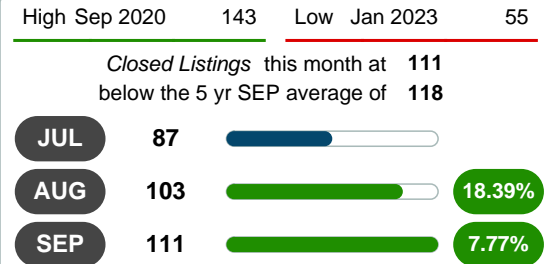 High Sep 2020 143 Low Jan 2023 55
Closed Listings this month at 111
below the 5 yr SEP average of 118
JUL 87
AUG 103 18.39%
SEP 111 7.77%